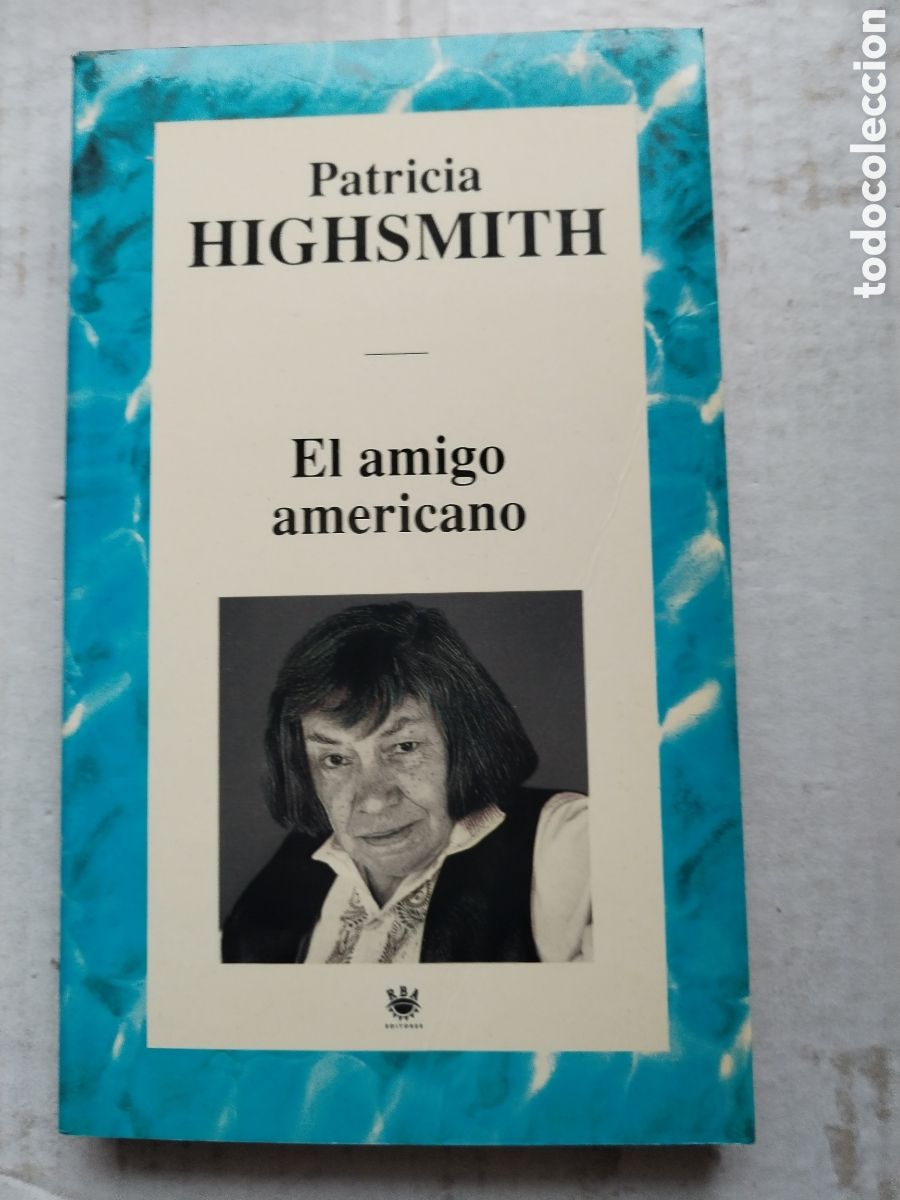 Patricia
HIGHSMITH
El amigo
americano
RBA
EDITORES
todocoleccion